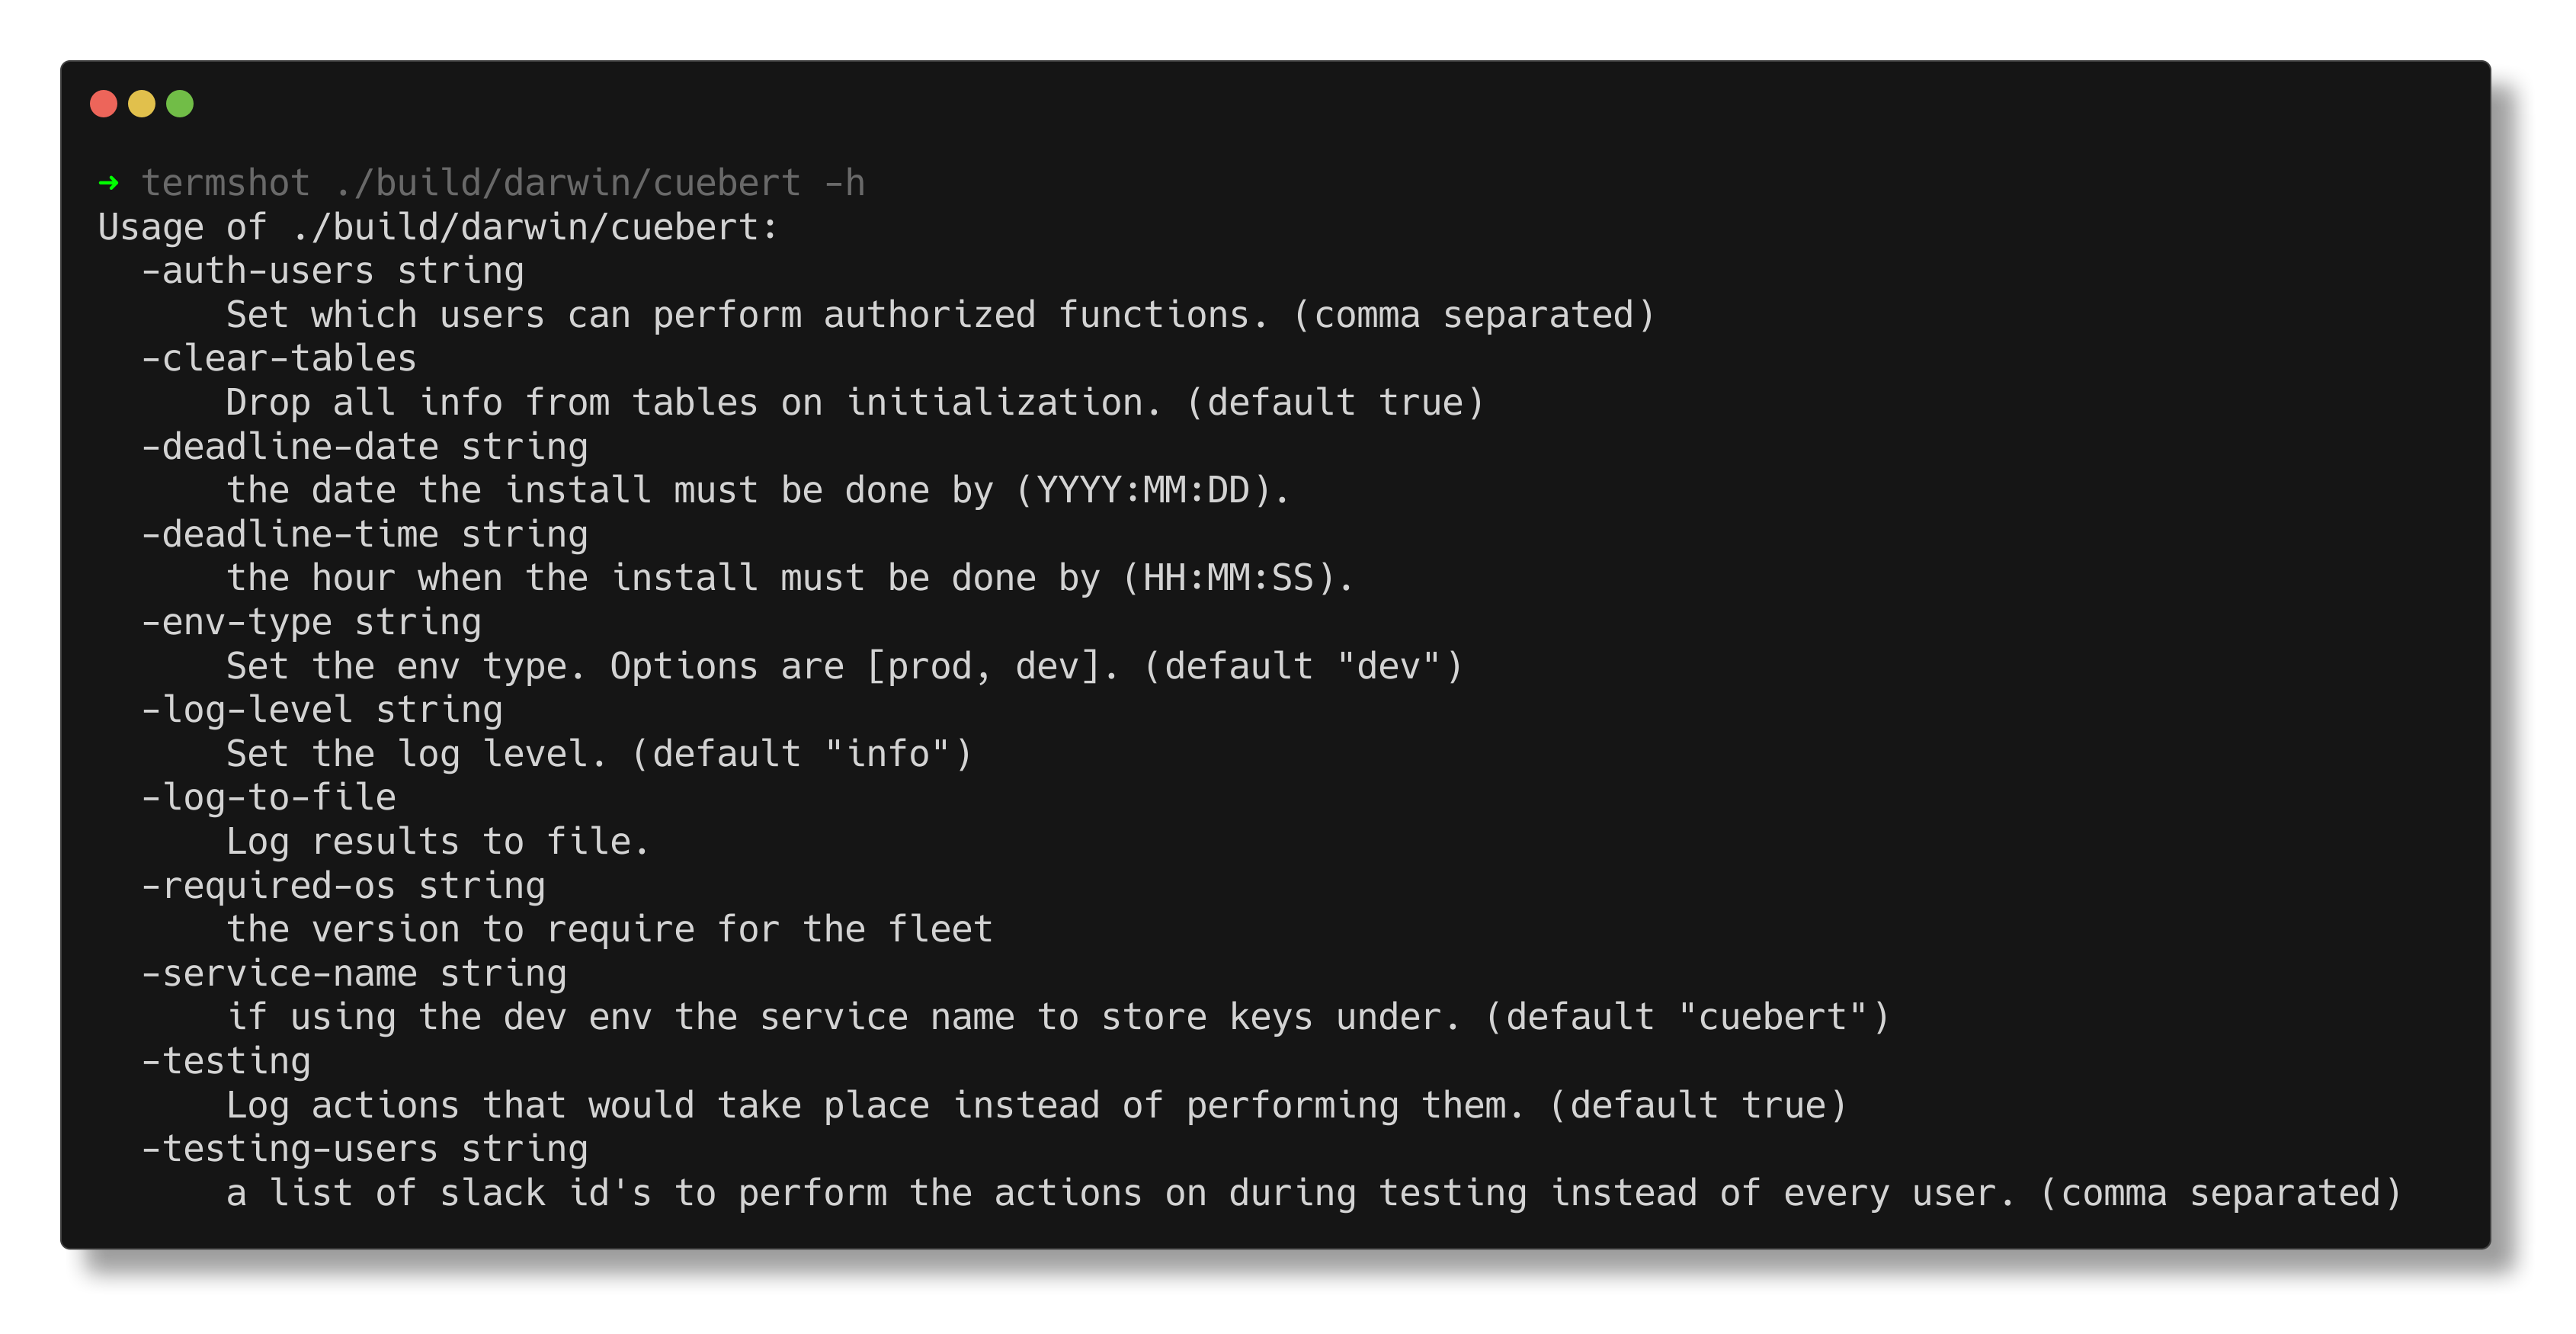 ➜ termshot ./build/darwin/cuebert -h
Usage of ./build/darwin/cuebert:
  -auth-users string
      Set which users can perform authorized functions. (comma separated)
  -clear-tables
      Drop all info from tables on initialization. (default true)
  -deadline-date string
      the date the install must be done by (YYYY:MM:DD).
  -deadline-time string
      the hour when the install must be done by (HH:MM:SS).
  -env-type string
      Set the env type. Options are [prod, dev]. (default "dev")
  -log-level string
      Set the log level. (default "info")
  -log-to-file
      Log results to file.
  -required-os string
      the version to require for the fleet
  -service-name string
      if using the dev env the service name to store keys under. (default "cuebert")
  -testing
      Log actions that would take place instead of performing them. (default true)
  -testing-users string
      a list of slack id's to perform the actions on during testing instead of every user. (comma separated)